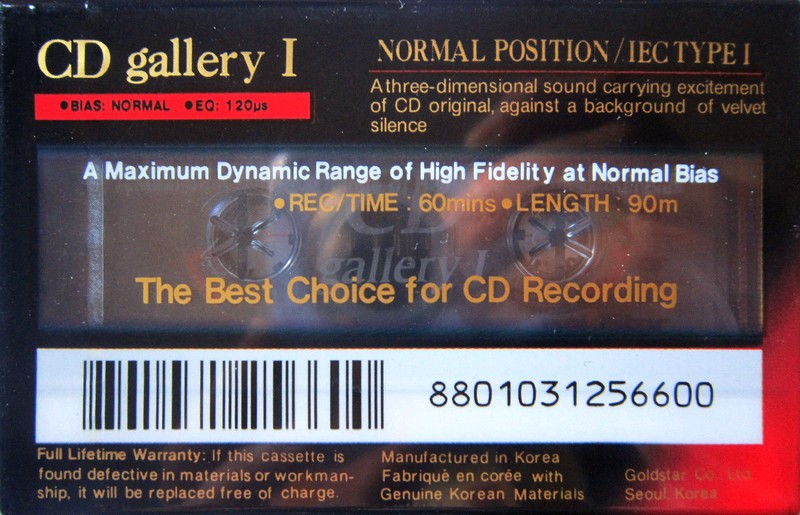 CD gallery I
NORMAL POSITION/IEC TYPE I
●BIAS: NORMAL ●EQ: 120µs
A three-dimensional sound carrying excitement
of CD original, against a background of velvet
silence
A Maximum Dynamic Range of High Fidelity at Normal Bias
●REC/TIME : 60mins●LENGTH : 90m
CD
gallery I
The Best Choice for CD Recording
8801031256600
Full Lifetime Warranty: If this cassette is
found defective in materials or workman-
ship, it will be replaced free of charge.
Manufactured in Korea
Fabriqué en corée with
Genuine Korean Materials
Goldstar Co. Ltd.
Seoul, Korea